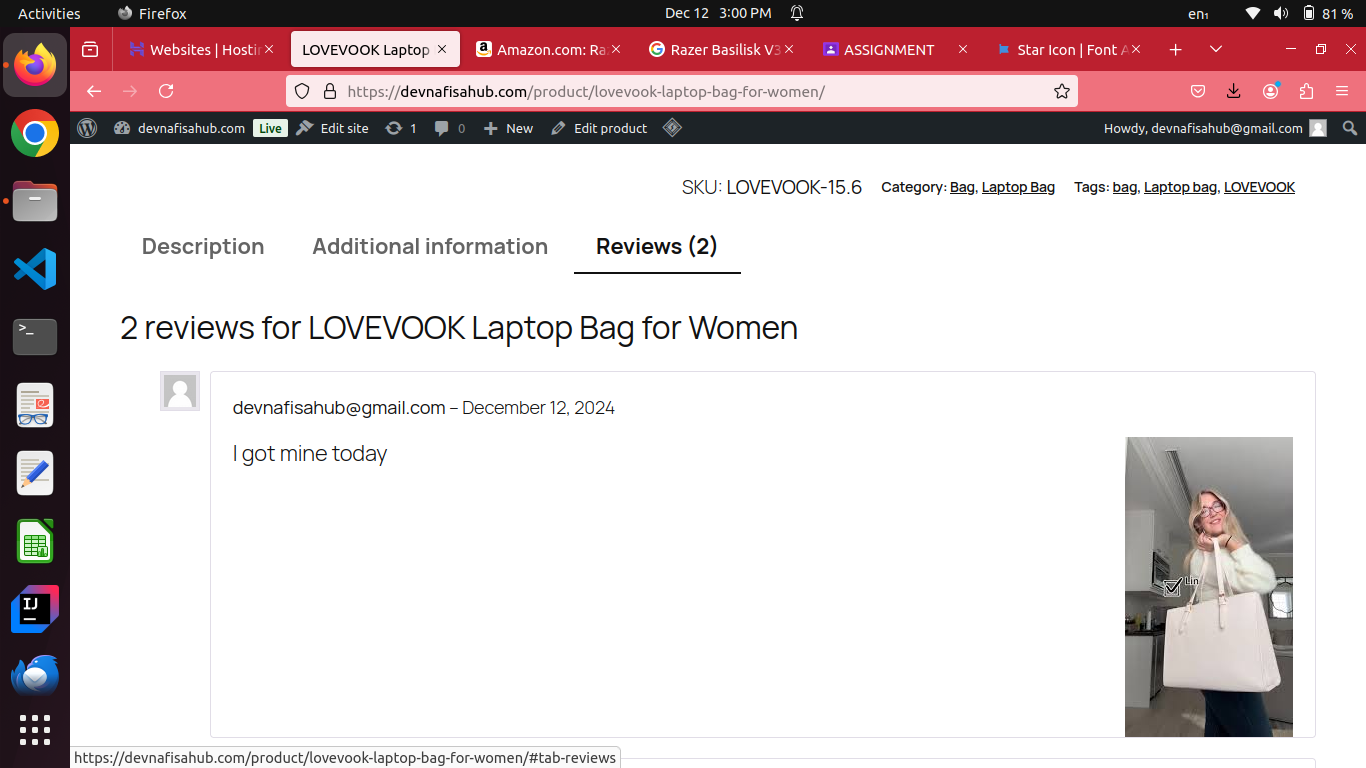 Activities
Firefox
Dec 12 3:00 PM
en1
81 %
Websites | Hostin
LOVEVOOK Laptop
Amazon.com: Ra
Razer Basilisk V3
ASSIGNMENT
Star Icon | Font A
https://devnafisahub.com/product/lovevook-laptop-bag-for-women/
devnafisahub.com
Live
Edit site
1
0
New
Edit product
Howdy, devnafisahub@gmail.com
SKU: LOVEVOOK-15.6 Category: Bag, Laptop Bag Tags: bag, Laptop bag, LOVEVOOK
Description
Additional information
Reviews (2)
2 reviews for LOVEVOOK Laptop Bag for Women
devnafisahub@gmail.com – December 12, 2024
I got mine today
Lin
https://devnafisahub.com/product/lovevook-laptop-bag-for-women/#tab-reviews